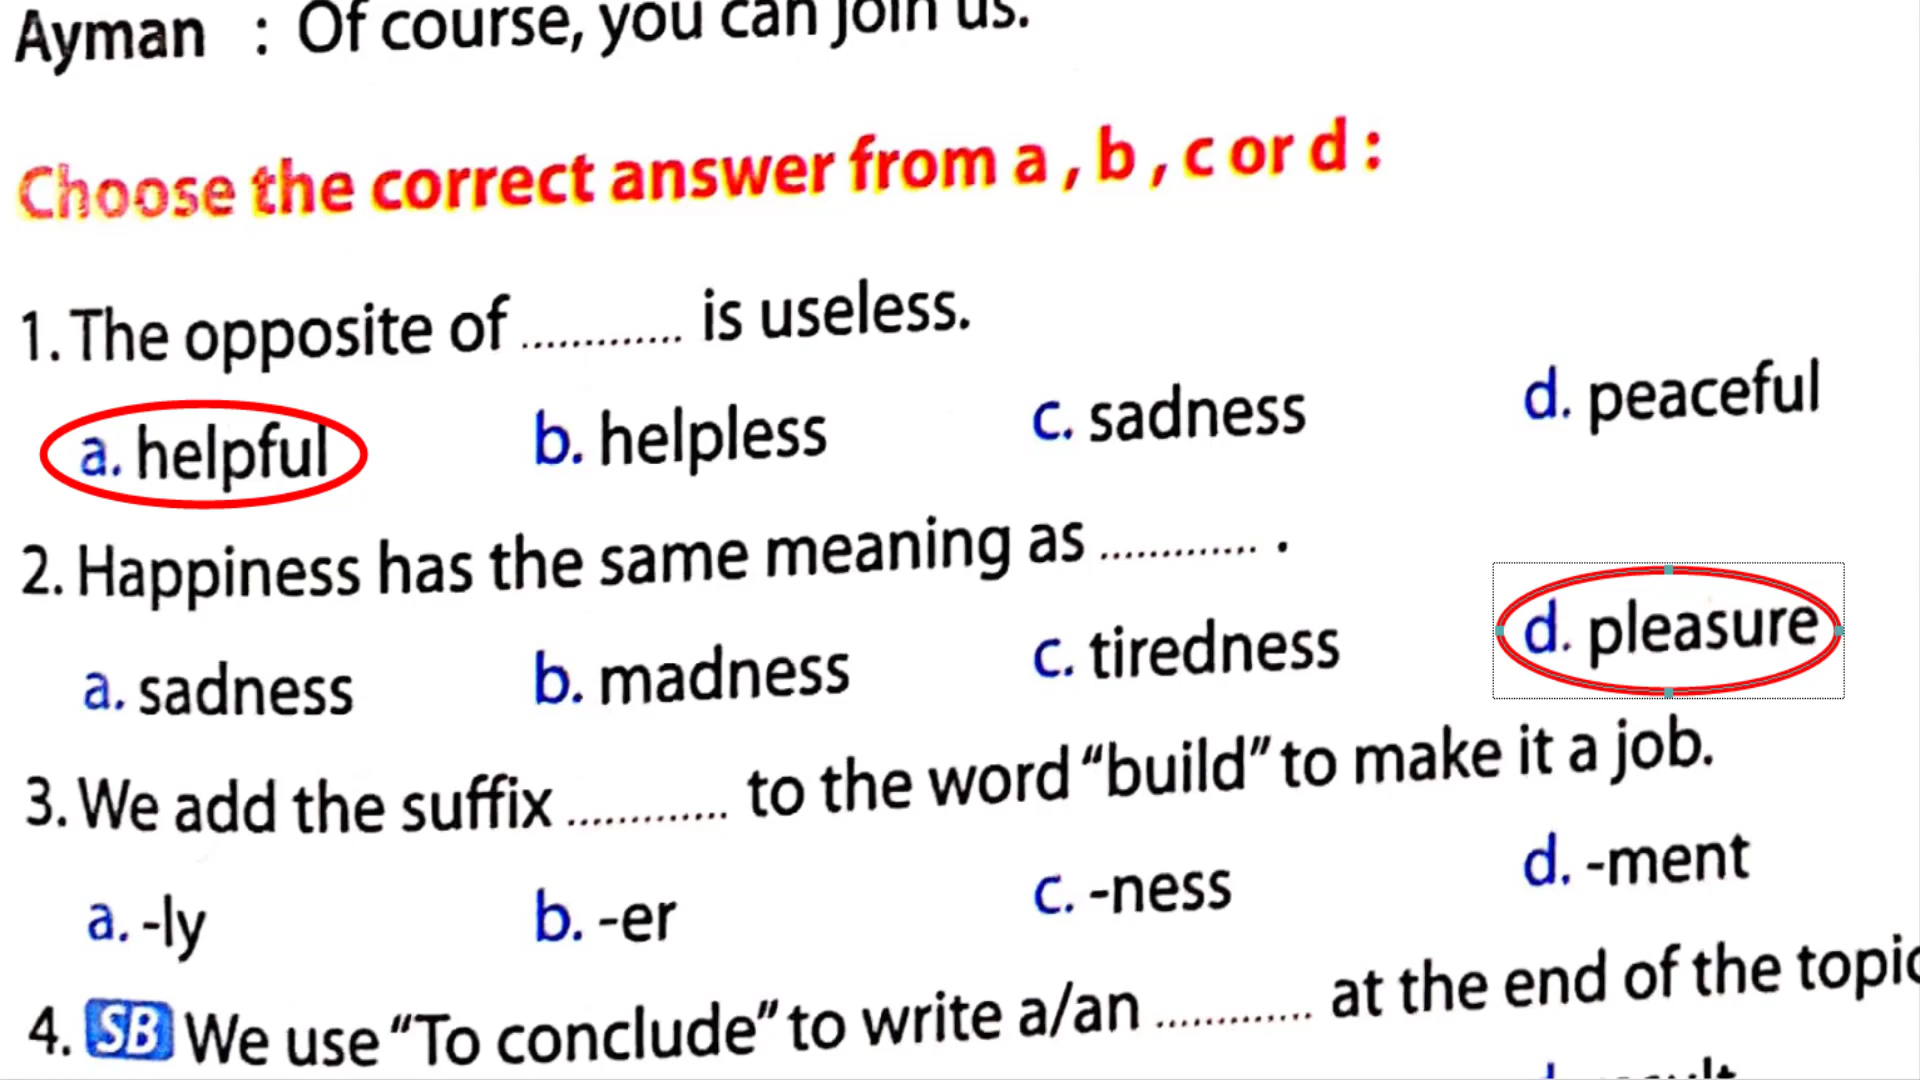 Ayman : Of course, you can join us.
Choose the correct answer from a , b , c or d :
1. The opposite of ............. is useless.
a. helpful b. helpless c. sadness d. peaceful
2. Happiness has the same meaning as ............. .
a. sadness b. madness c. tiredness d. pleasure
3. We add the suffix ............. to the word “build” to make it a job.
a. -ly b. -er c. -ness d. -ment
4. SB We use “To conclude” to write a/an ............. at the end of the topic